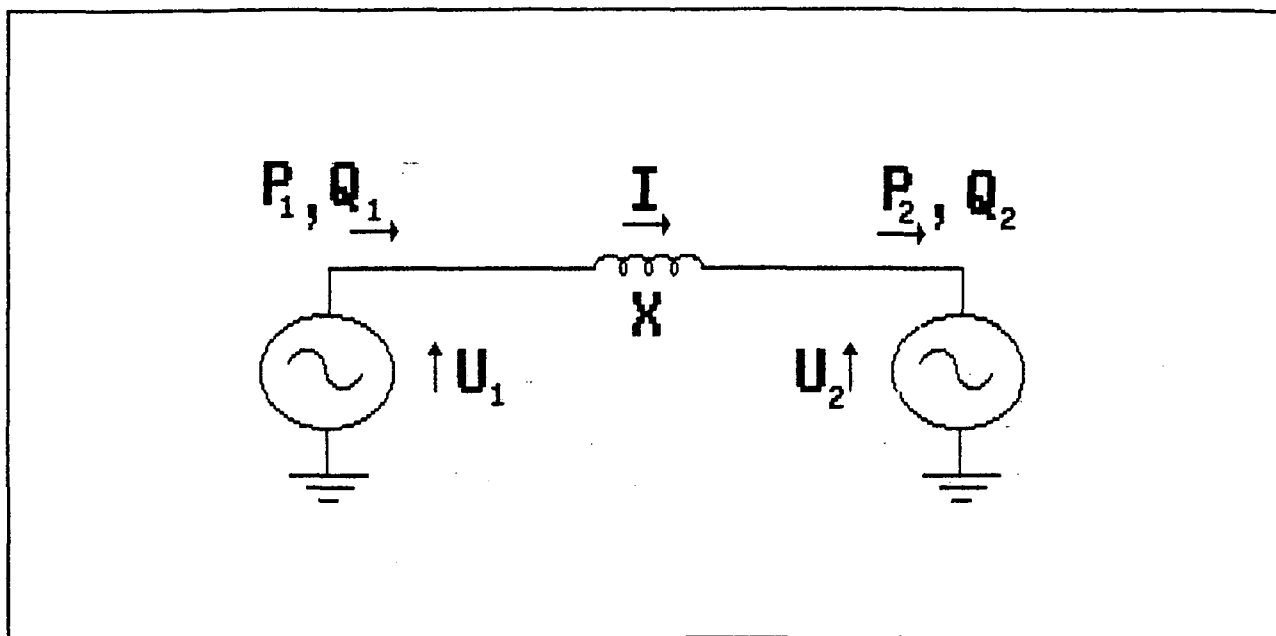 P₁, Q₁ I P₂, Q₂
X
U₁ U₂